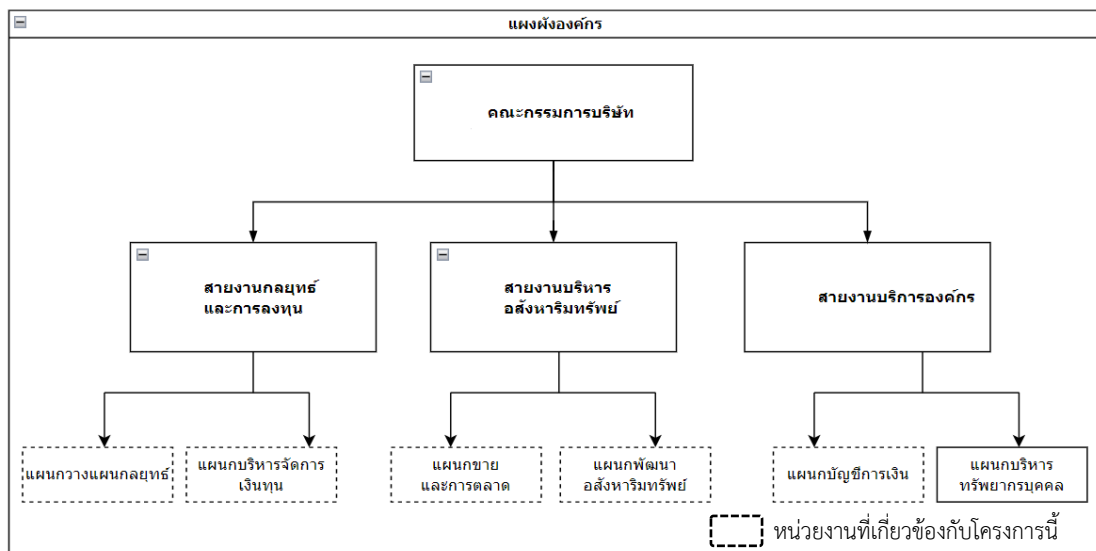 แผงผังองค์กร
คณะกรรมการบริษัท
สายงานกลยุทธ์
และการลงทุน
สายงานบริหาร
อสังหาริมทรัพย์
สายงานบริการองค์กร
แผนกวางแผนกลยุทธ์
แผนกบริหารจัดการ
เงินทุน
แผนกขาย
และการตลาด
แผนกพัฒนา
อสังหาริมทรัพย์
แผนกบัญชีการเงิน
แผนกบริหาร
ทรัพยากรบุคคล
หน่วยงานที่เกี่ยวข้องกับโครงการนี้